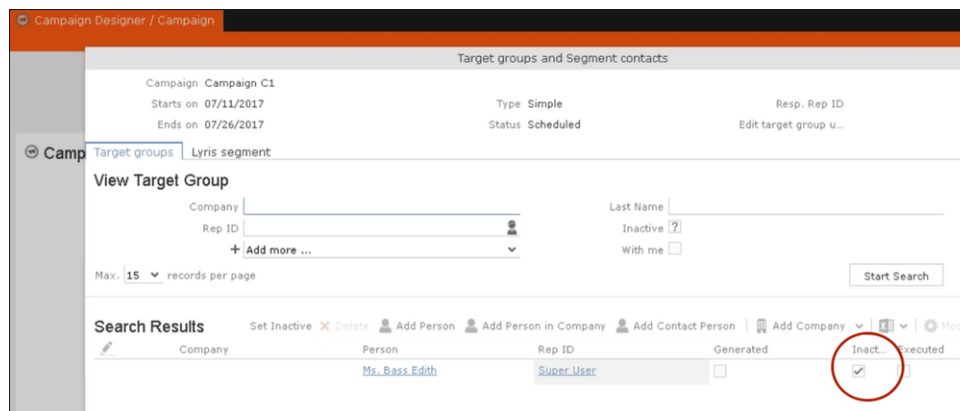 Campaign Designer / Campaign
Target groups and Segment contacts
Campaign Campaign C1
Starts on 07/11/2017 Type Simple Resp. Rep ID
Ends on 07/26/2017 Status Scheduled Edit target group u...
Camp Target groups Lyris segment
View Target Group
Company Last Name
Rep ID Inactive ?
+ Add more ... With me
Max. 15 records per page Start Search
Search Results Set Inactive Delete Add Person Add Person in Company Add Contact Person Add Company
Company Person Rep ID Generated Inact... Executed
Ms. Bass Edith Super User